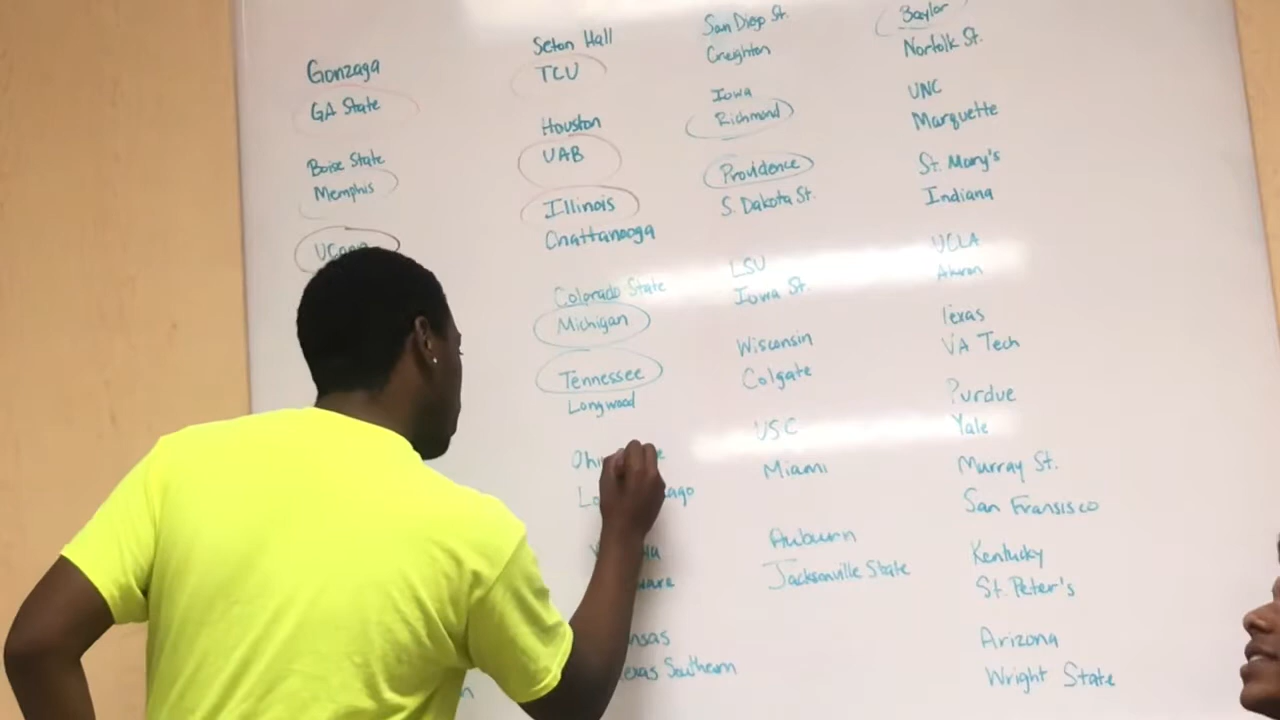 Gonzaga
GA State
Boise State
Memphis
UConn
Seton Hall
TCU
Houston
UAB
Illinois
Chattanooga
Colorado State
Michigan
Tennessee
Longwood
Texas Southern
San Diego St.
Creighton
Iowa
Richmond
Providence
S. Dakota St.
LSU
Iowa St.
Wisconsin
Colgate
USC
Miami
Auburn
Jacksonville State
Baylor
Norfolk St.
UNC
Marquette
St. Mary's
Indiana
UCLA
Akron
Texas
VA Tech
Purdue
Yale
Murray St.
San Fransisco
Kentucky
St. Peter's
Arizona
Wright State